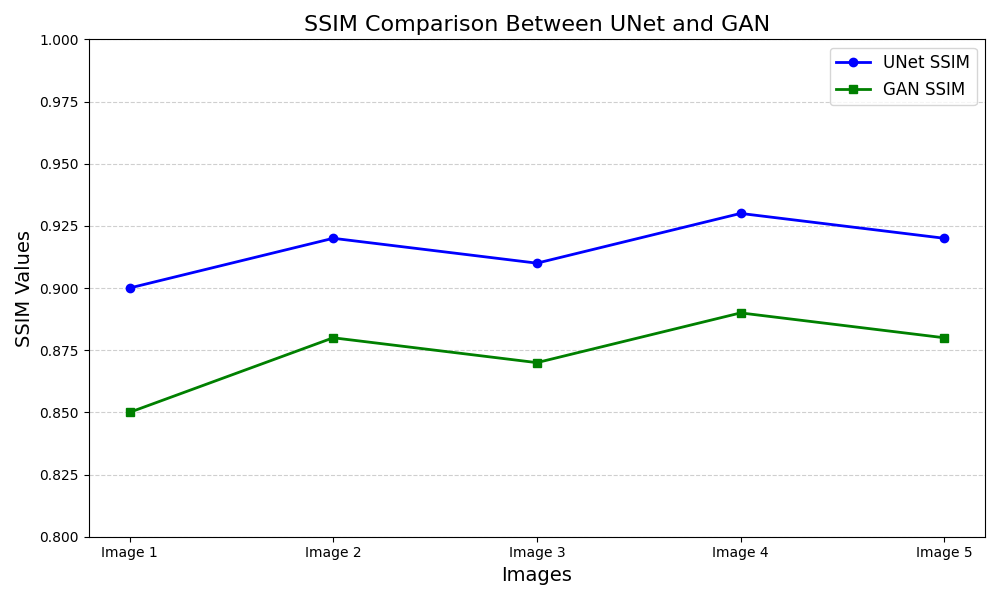 SSIM Comparison Between UNet and GAN
UNet SSIM
GAN SSIM
SSIM Values
1.000
0.975
0.950
0.925
0.900
0.875
0.850
0.825
0.800
Image 1 Image 2 Image 3 Image 4 Image 5
Images